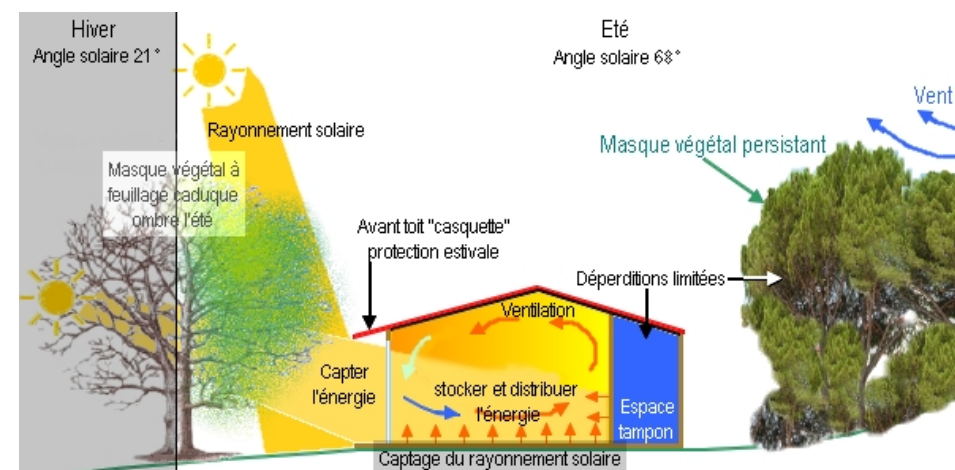 Hiver
Angle solaire 21°
Eté
Angle solaire 68°
Vent
Rayonnement solaire
Masque végétal persistant
Masque végétal à
feuillage caduque
ombre l'été
Avant toit "casquette"
protection estivale
Déperditions limitées
Ventilation
Capter
l'énergie
stocker et distribuer
l'énergie
Espace
tampon
Captage du rayonnement solaire